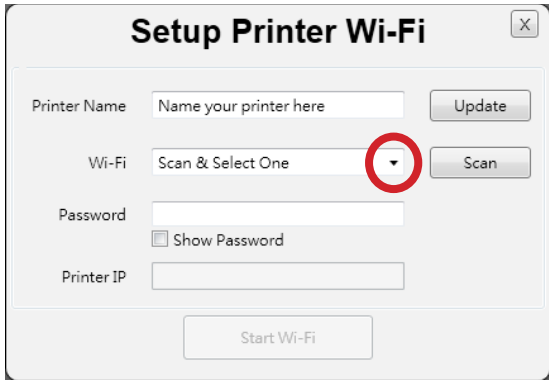 Setup Printer Wi-Fi
X
Printer Name Name your printer here Update
Wi-Fi Scan & Select One Scan
Password
Show Password
Printer IP
Start Wi-Fi